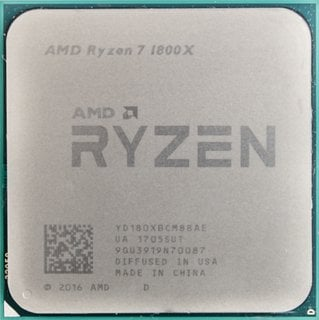 AMD Ryzen 7 1800X
AMD
RYZEN
YD180XBCM88AE
UA 1705SUT
9GU3919N70087
DIFFUSED IN USA
MADE IN CHINA
© 2016 AMD D